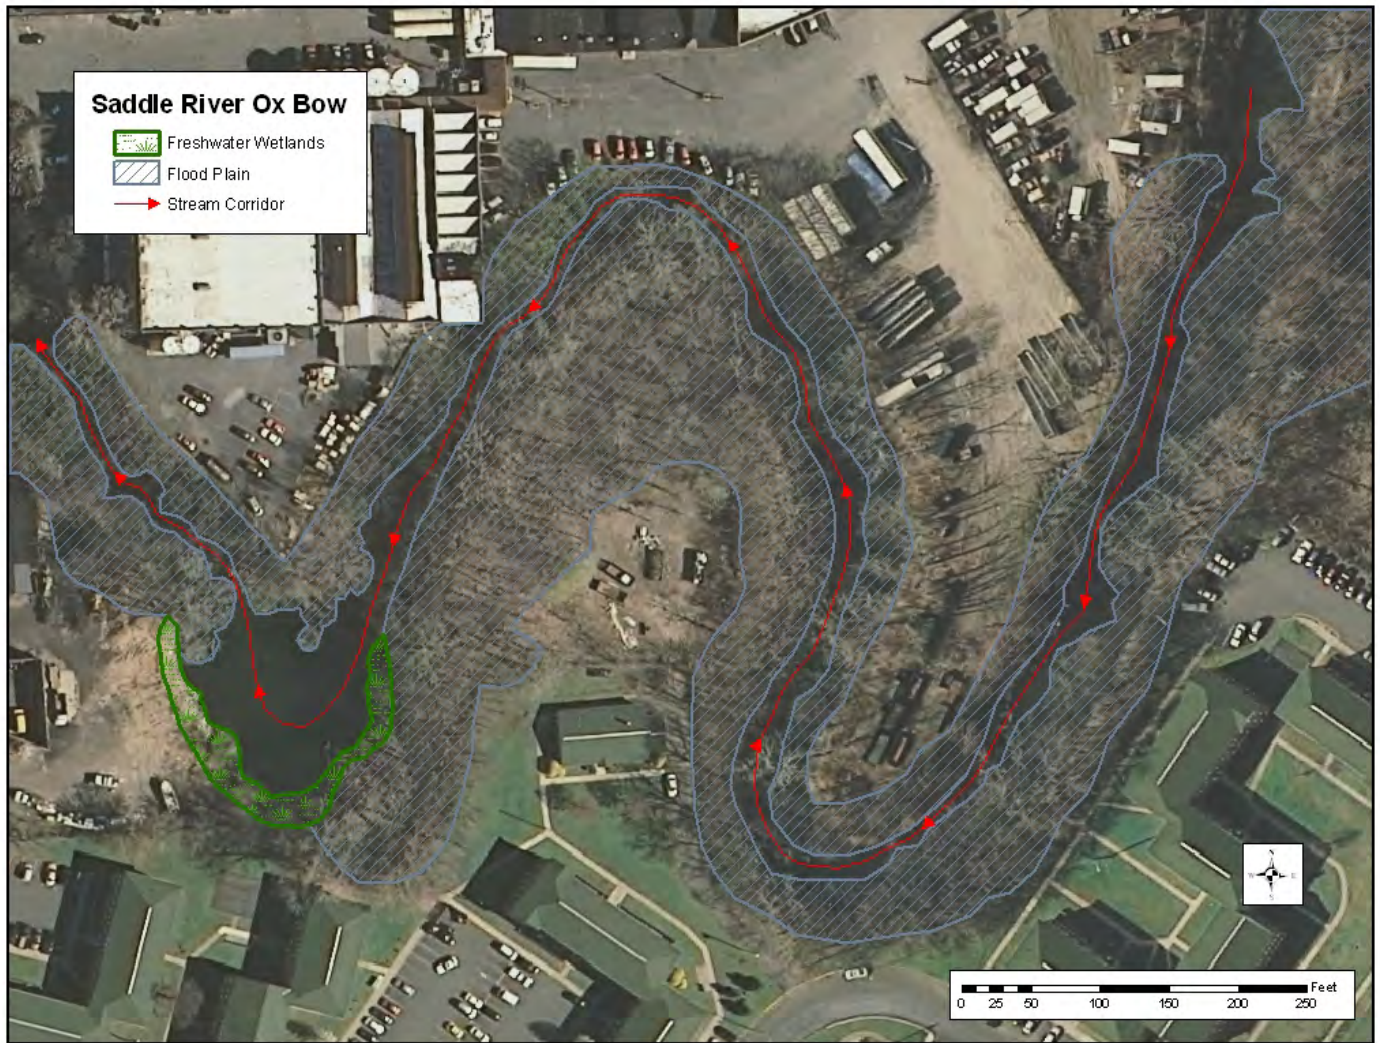 Saddle River Ox Bow
Freshwater Wetlands
Flood Plain
Stream Corridor
N
W E
S
Feet
0 25 50 100 150 200 250